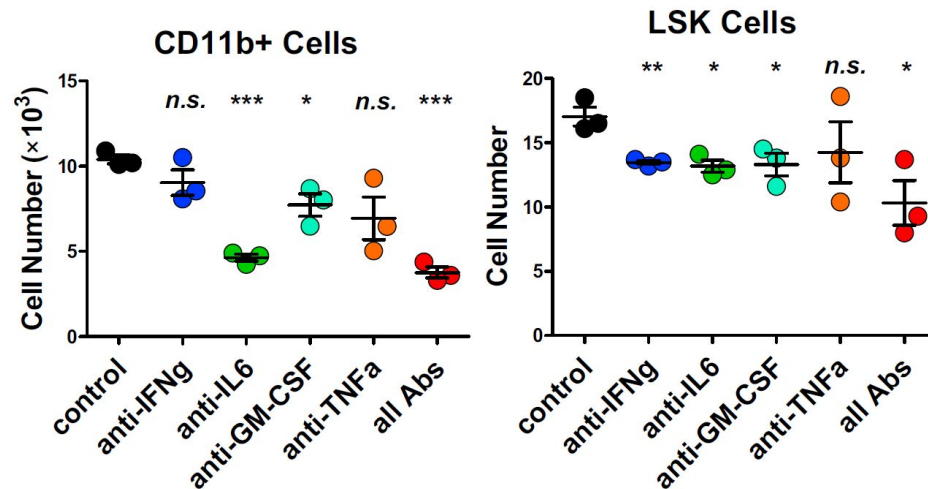 CD11b+ Cells
Cell Number (×10³)
15
10
5
0
n.s.
***
*
n.s.
***
control
anti-IFNg
anti-IL6
anti-GM-CSF
anti-TNFa
all Abs
LSK Cells
Cell Number
20
15
10
5
0
**
*
*
n.s.
*
control
anti-IFNg
anti-IL6
anti-GM-CSF
anti-TNFa
all Abs